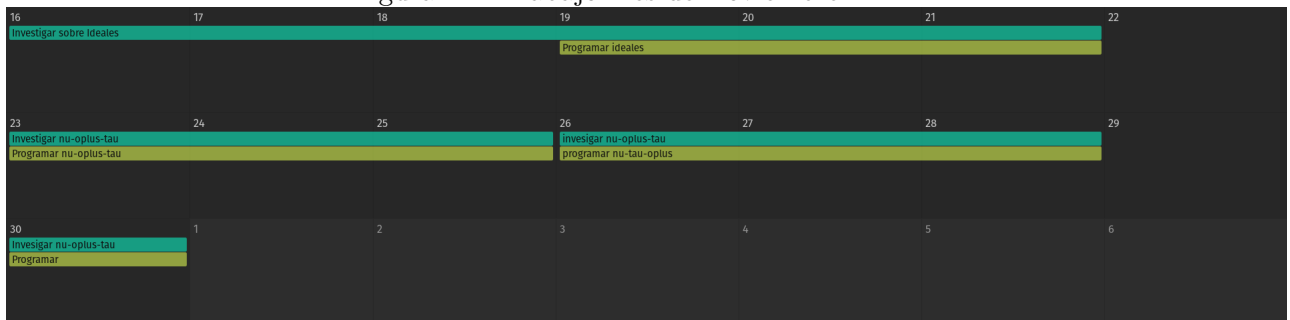 16 17 18 19 20 21 22
Investigar sobre Ideales
Programar ideales
23 24 25 26 27 28 29
Investigar nu-oplus-tau invesigar nu-oplus-tau
Programar nu-oplus-tau programar nu-tau-oplus
30 1 2 3 4 5 6
Invesigar nu-oplus-tau
Programar